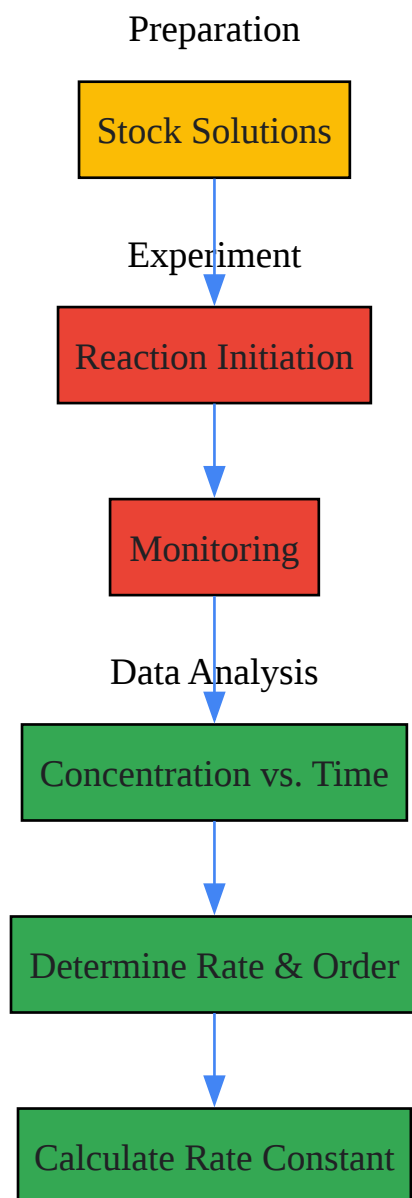 Preparation
Stock Solutions
Experiment
Reaction Initiation
Monitoring
Data Analysis
Concentration vs. Time
Determine Rate & Order
Calculate Rate Constant